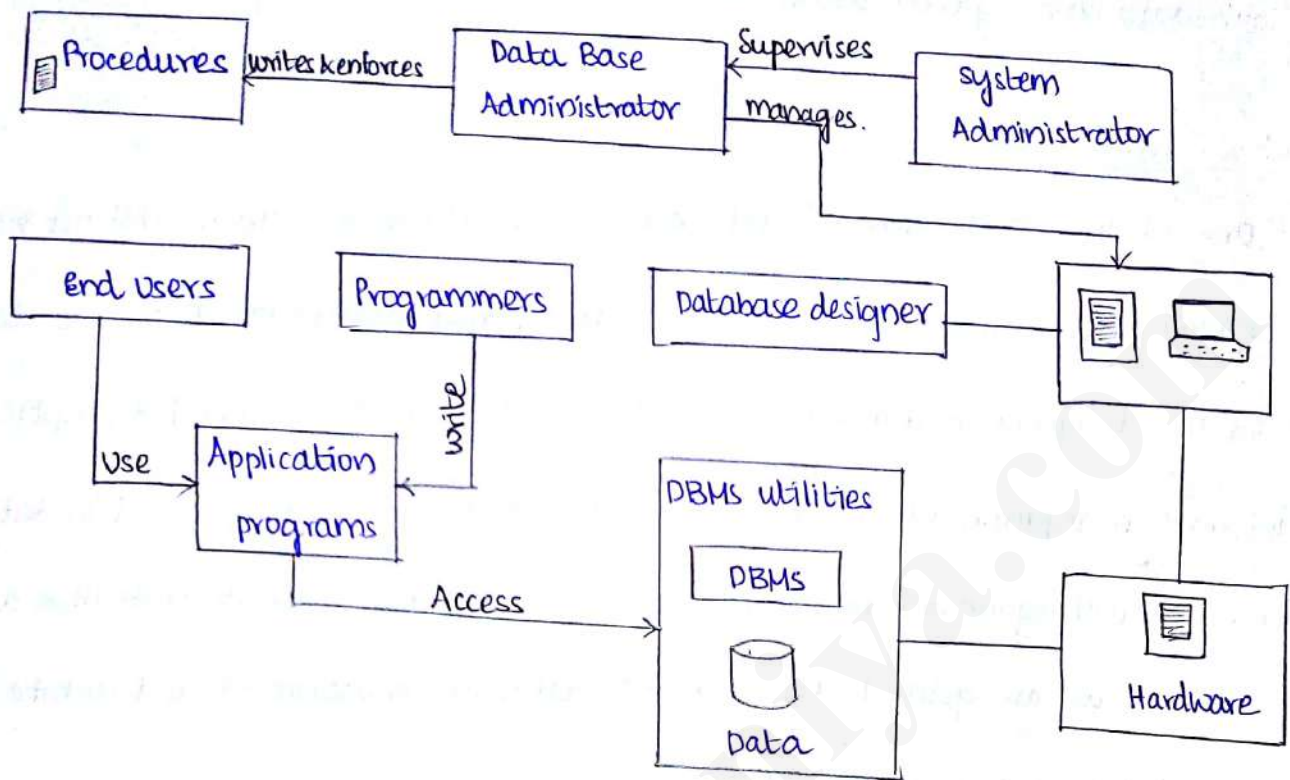 Procedures
writes & enforces
Data Base
Administrator
Supervises
manages.
system
Administrator
End users
Programmers
Database designer
use
write
Application
programs
Access
DBMS utilities
DBMS
Data
Hardware